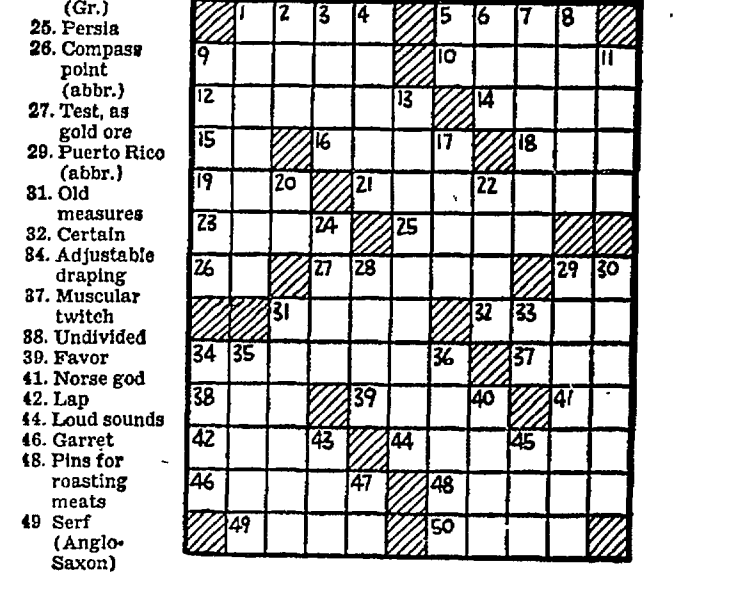 (Gr.)
25. Persia
26. Compass
point
(abbr.)
27. Test, as
gold ore
29. Puerto Rico
(abbr.)
31. Old
measures
32. Certain
34. Adjustable
draping
37. Muscular
twitch
38. Undivided
39. Favor
41. Norse god
42. Lap
44. Loud sounds
46. Garret
48. Pins for
roasting
meats
49 Serf
(Anglo-
Saxon)
1 2 3 4 5 6 7 8
9 10 11
12 13 14
15 16 17 18
19 20 21 22
23 24 25
26 27 28 29 30
31 32 33
34 35 36 37
38 39 40 41
42 43 44 45
46 47 48
49 50